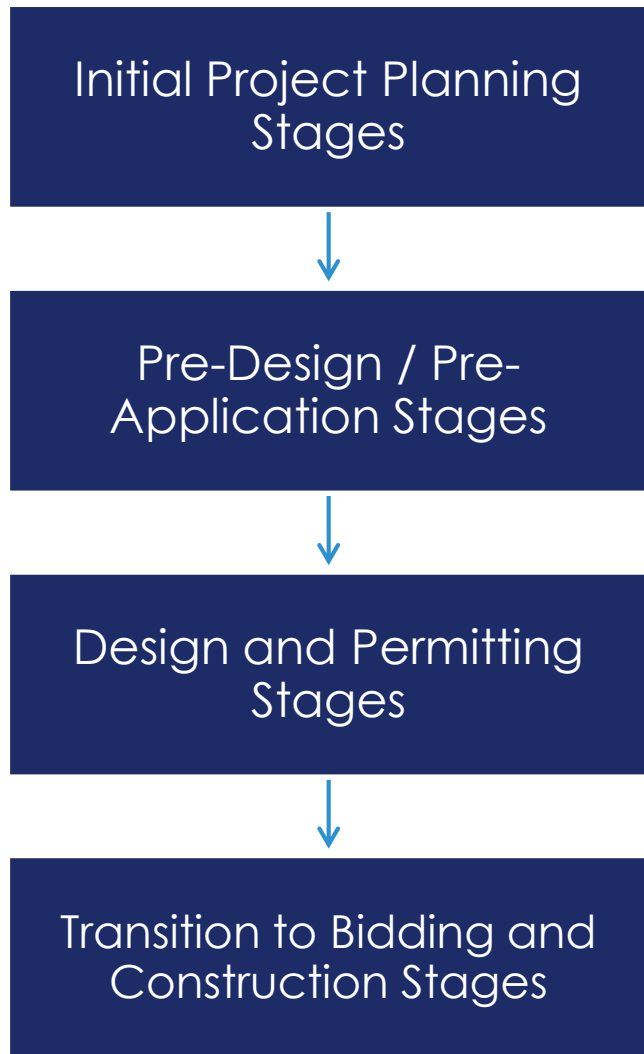 Initial Project Planning
Stages
Pre-Design / Pre-
Application Stages
Design and Permitting
Stages
Transition to Bidding and
Construction Stages